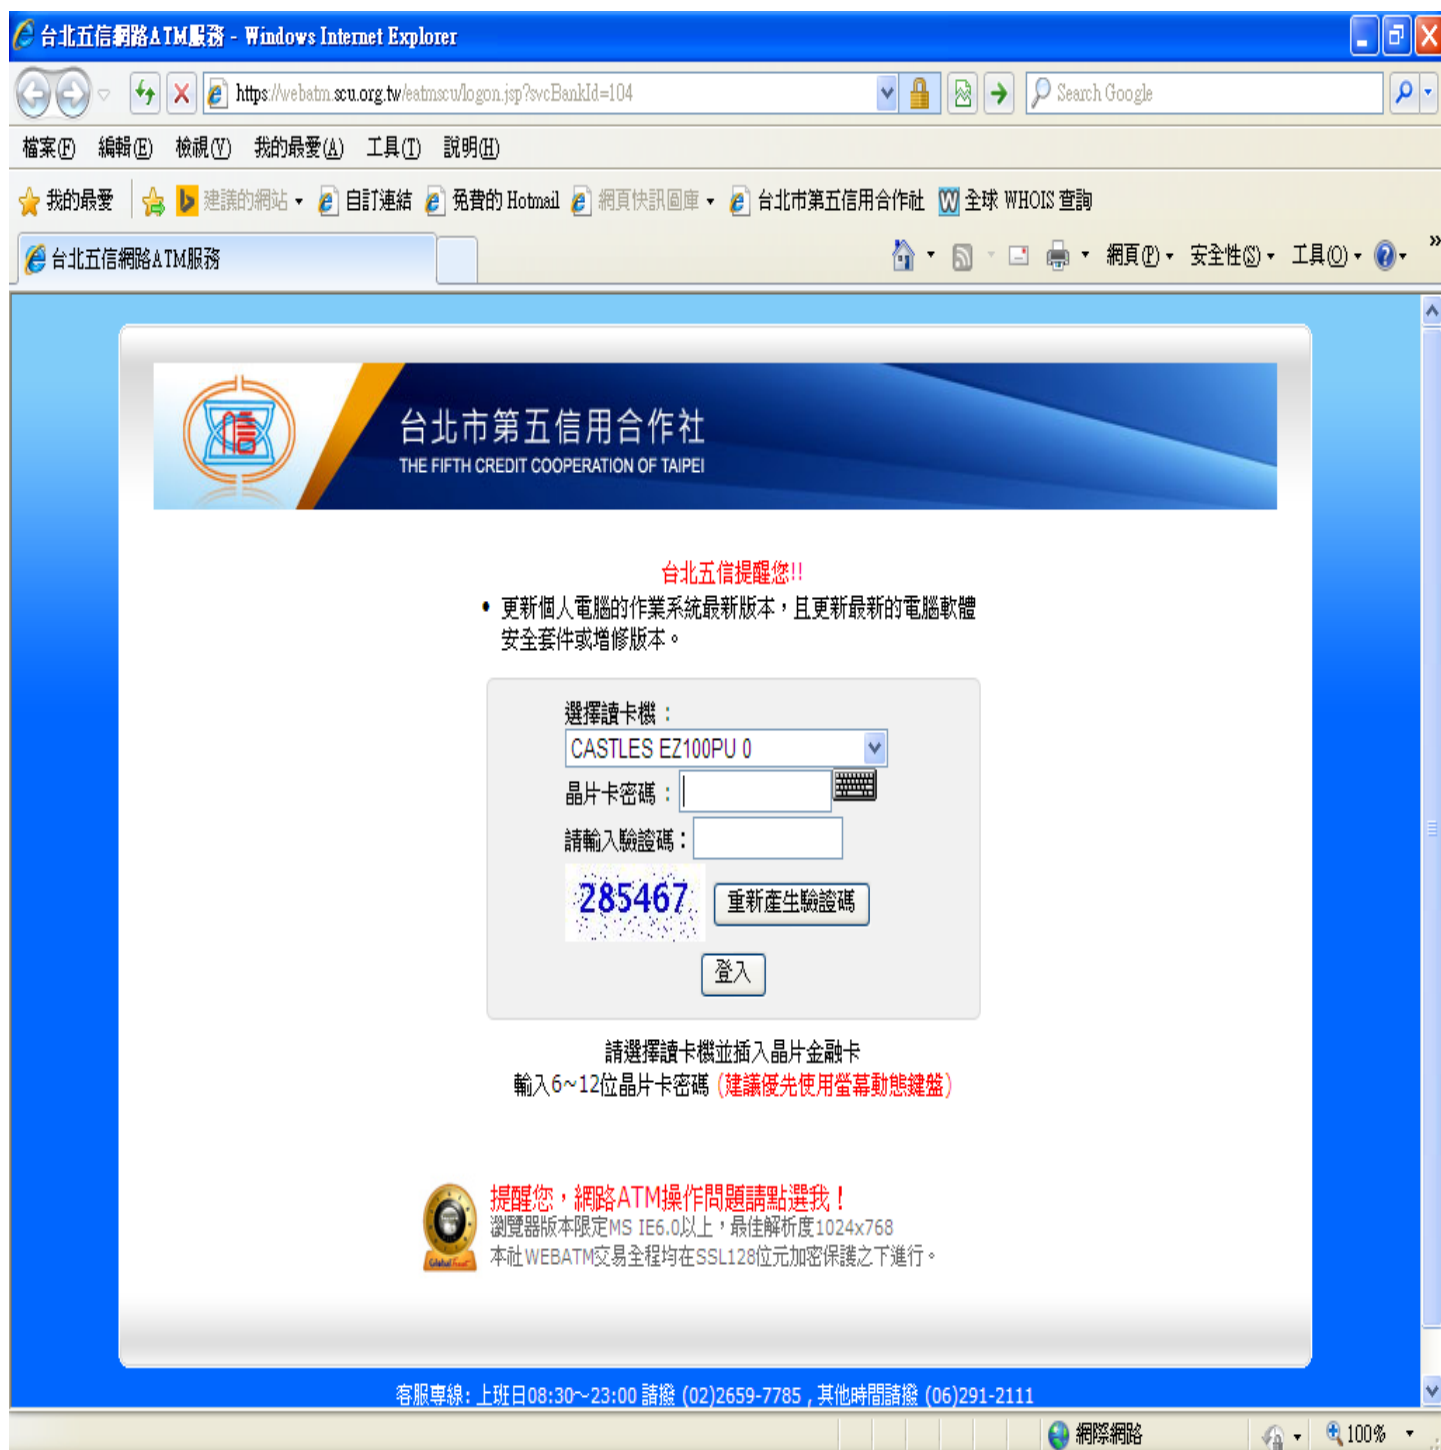 台北五信網路ATM服務 - Windows Internet Explorer
https://webatm.scu.org.tw/eatmscu/logon.jsp?svcBankId=104
Search Google
檔案(F) 編輯(E) 檢視(V) 我的最愛(A) 工具(T) 說明(H)
我的最愛 建議的網站 自訂連結 免費的 Hotmail 網頁快訊圖庫 台北市第五信用合作社 W 全球 WHOIS 查詢
台北五信網路ATM服務 網頁(P) 安全性(S) 工具(O) »
信
台北市第五信用合作社
THE FIFTH CREDIT COOPERATION OF TAIPEI
台北五信提醒您!!
• 更新個人電腦的作業系統最新版本，且更新最新的電腦軟體
安全套件或增修版本。
選擇讀卡機：
CASTLES EZ100PU 0
晶片卡密碼：
請輸入驗證碼：
285467 重新產生驗證碼
登入
請選擇讀卡機並插入晶片金融卡
輸入6~12位晶片卡密碼 (建議優先使用螢幕動態鍵盤)
提醒您，網路ATM操作問題請點選我！
瀏覽器版本限定MS IE6.0以上，最佳解析度1024x768
本社WEBATM交易全程均在SSL128位元加密保護之下進行。
GlobalTrust
客服專線: 上班日08:30～23:00 請撥 (02)2659-7785 , 其他時間請撥 (06)291-2111
網際網路 100%